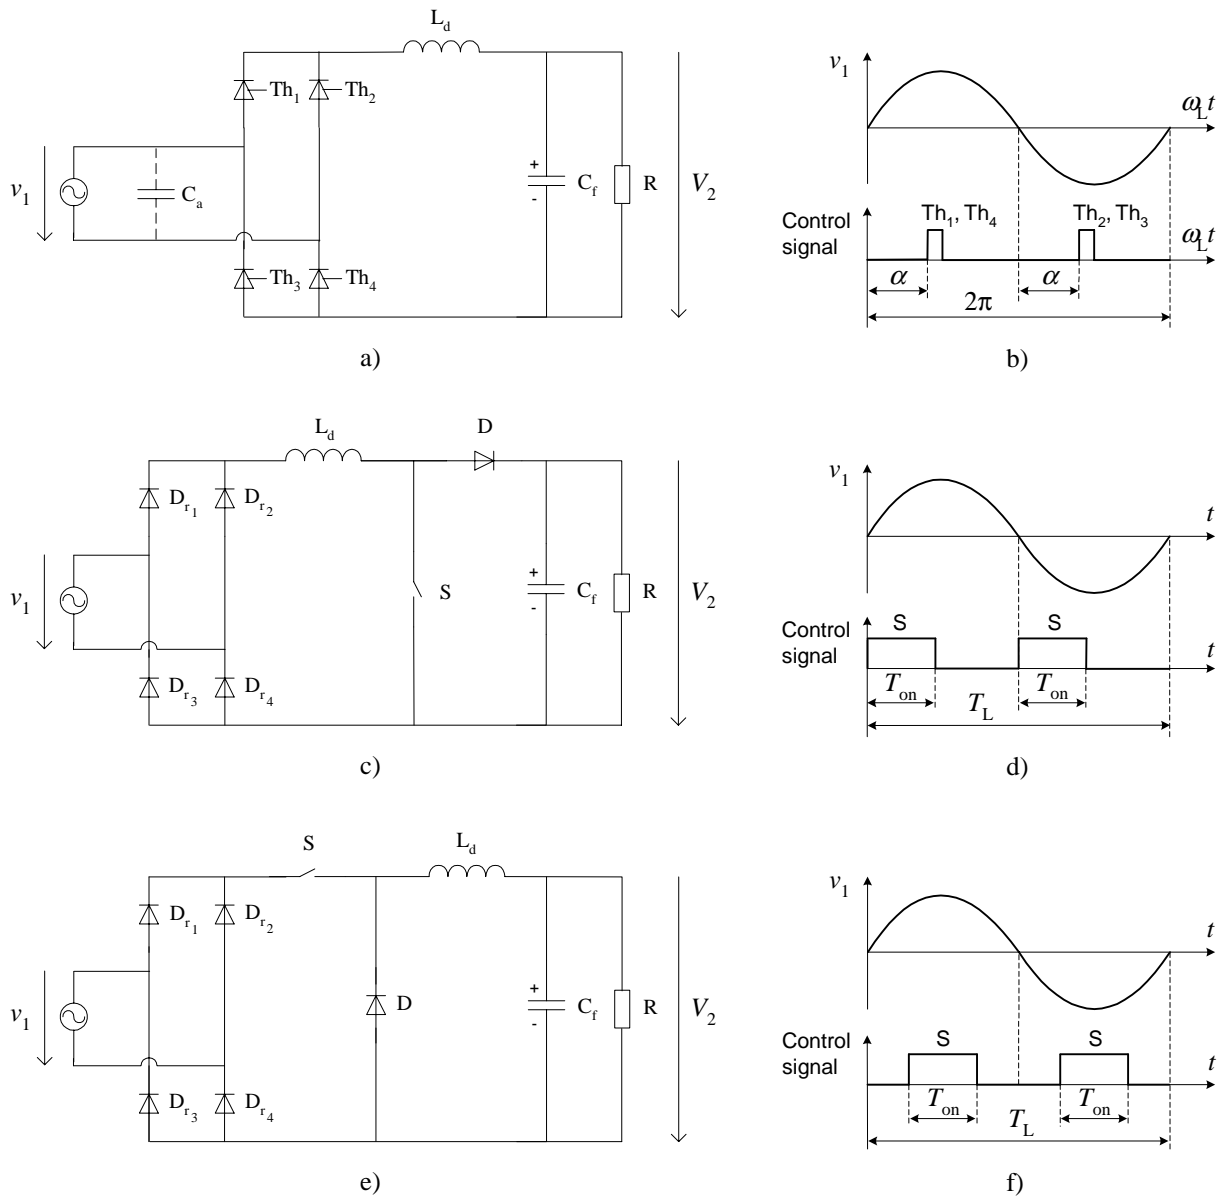 L_d
Th_1
Th_2
v_1
C_a
+
-
C_f
R
V_2
Th_3
Th_4
a)
v_1
ω_L t
Control signal
Th_1, Th_4
Th_2, Th_3
ω_L t
α
α
2π
b)
L_d
D
D_r1
D_r2
v_1
S
+
-
C_f
R
V_2
D_r3
D_r4
c)
v_1
t
Control signal
S
S
t
T_on
T_on
T_L
d)
S
L_d
D_r1
D_r2
v_1
D
+
-
C_f
R
V_2
D_r3
D_r4
e)
v_1
t
Control signal
S
S
t
T_on
T_on
T_L
f)